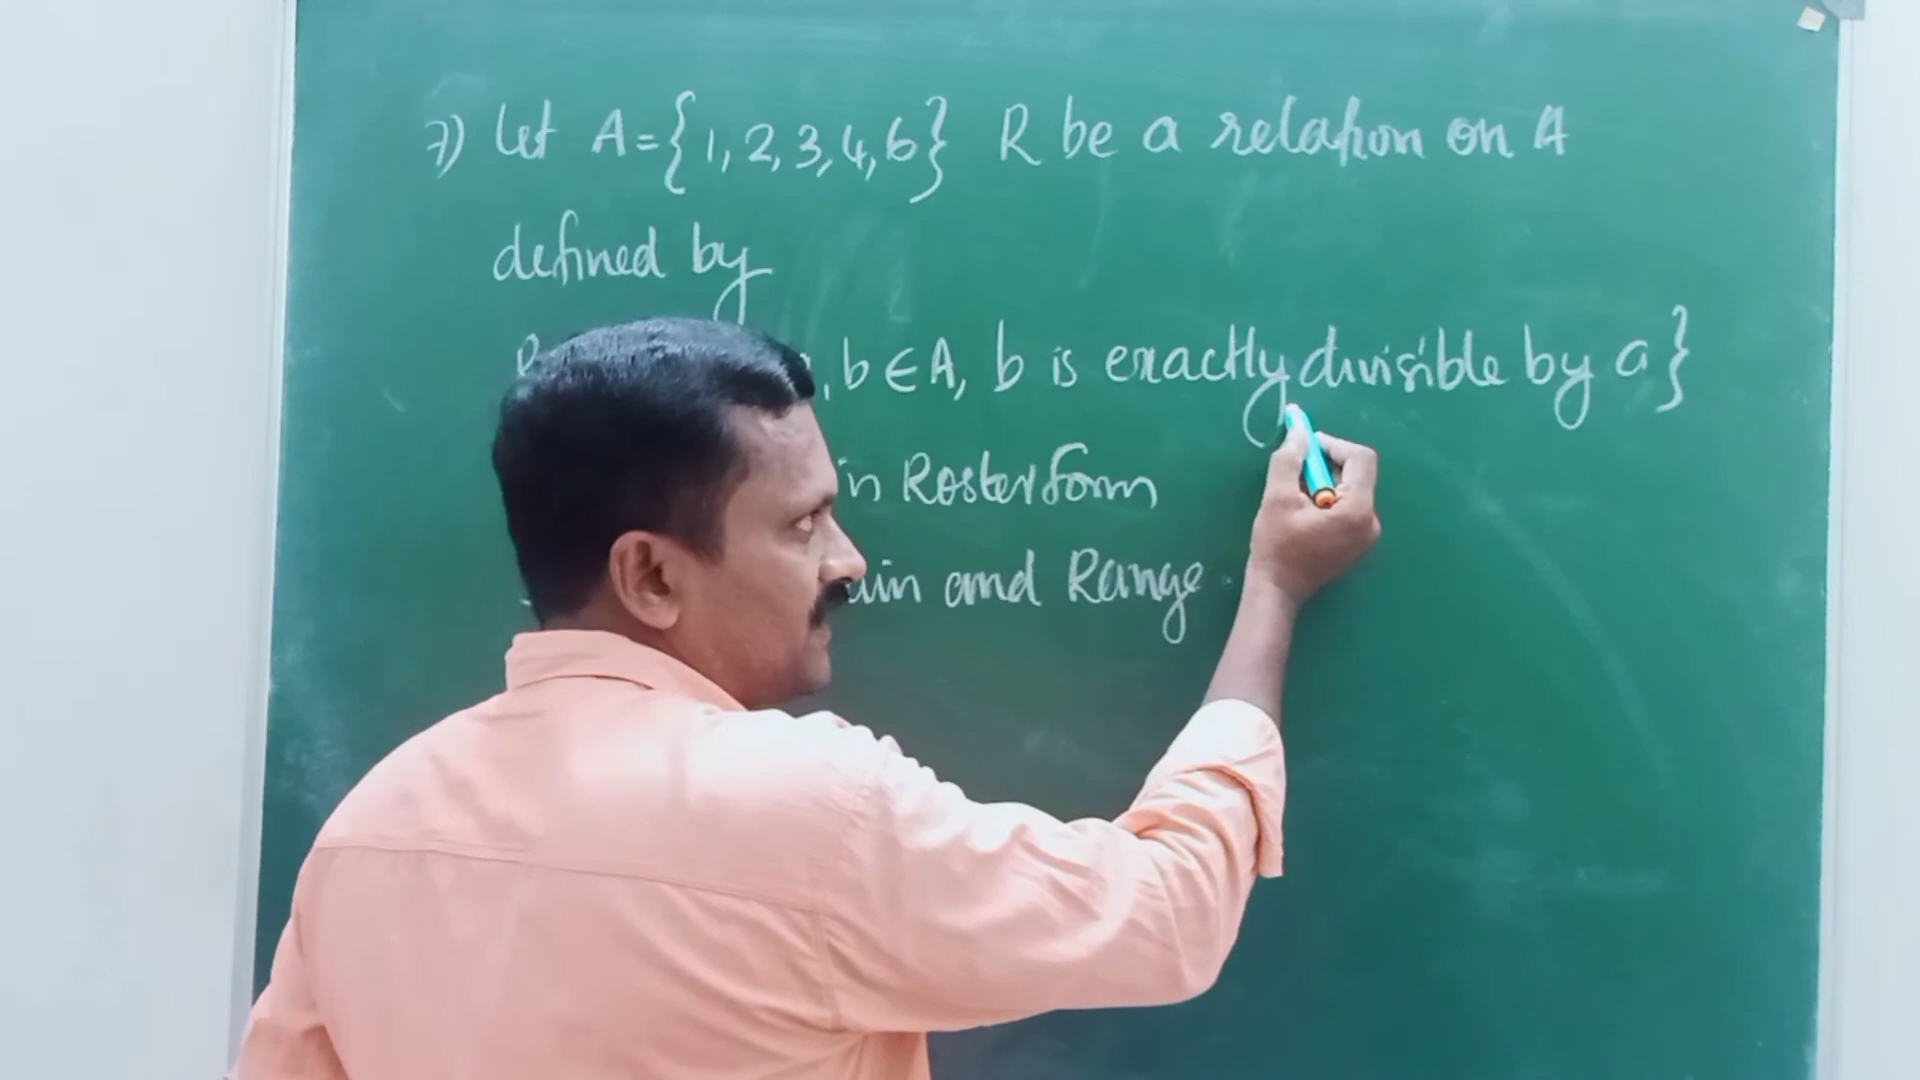 7) Let A={1,2,3,4,6} R be a relation on A
defined by
R , b ∈ A, b is exactly divisible by a}
in Roster form
and Range.